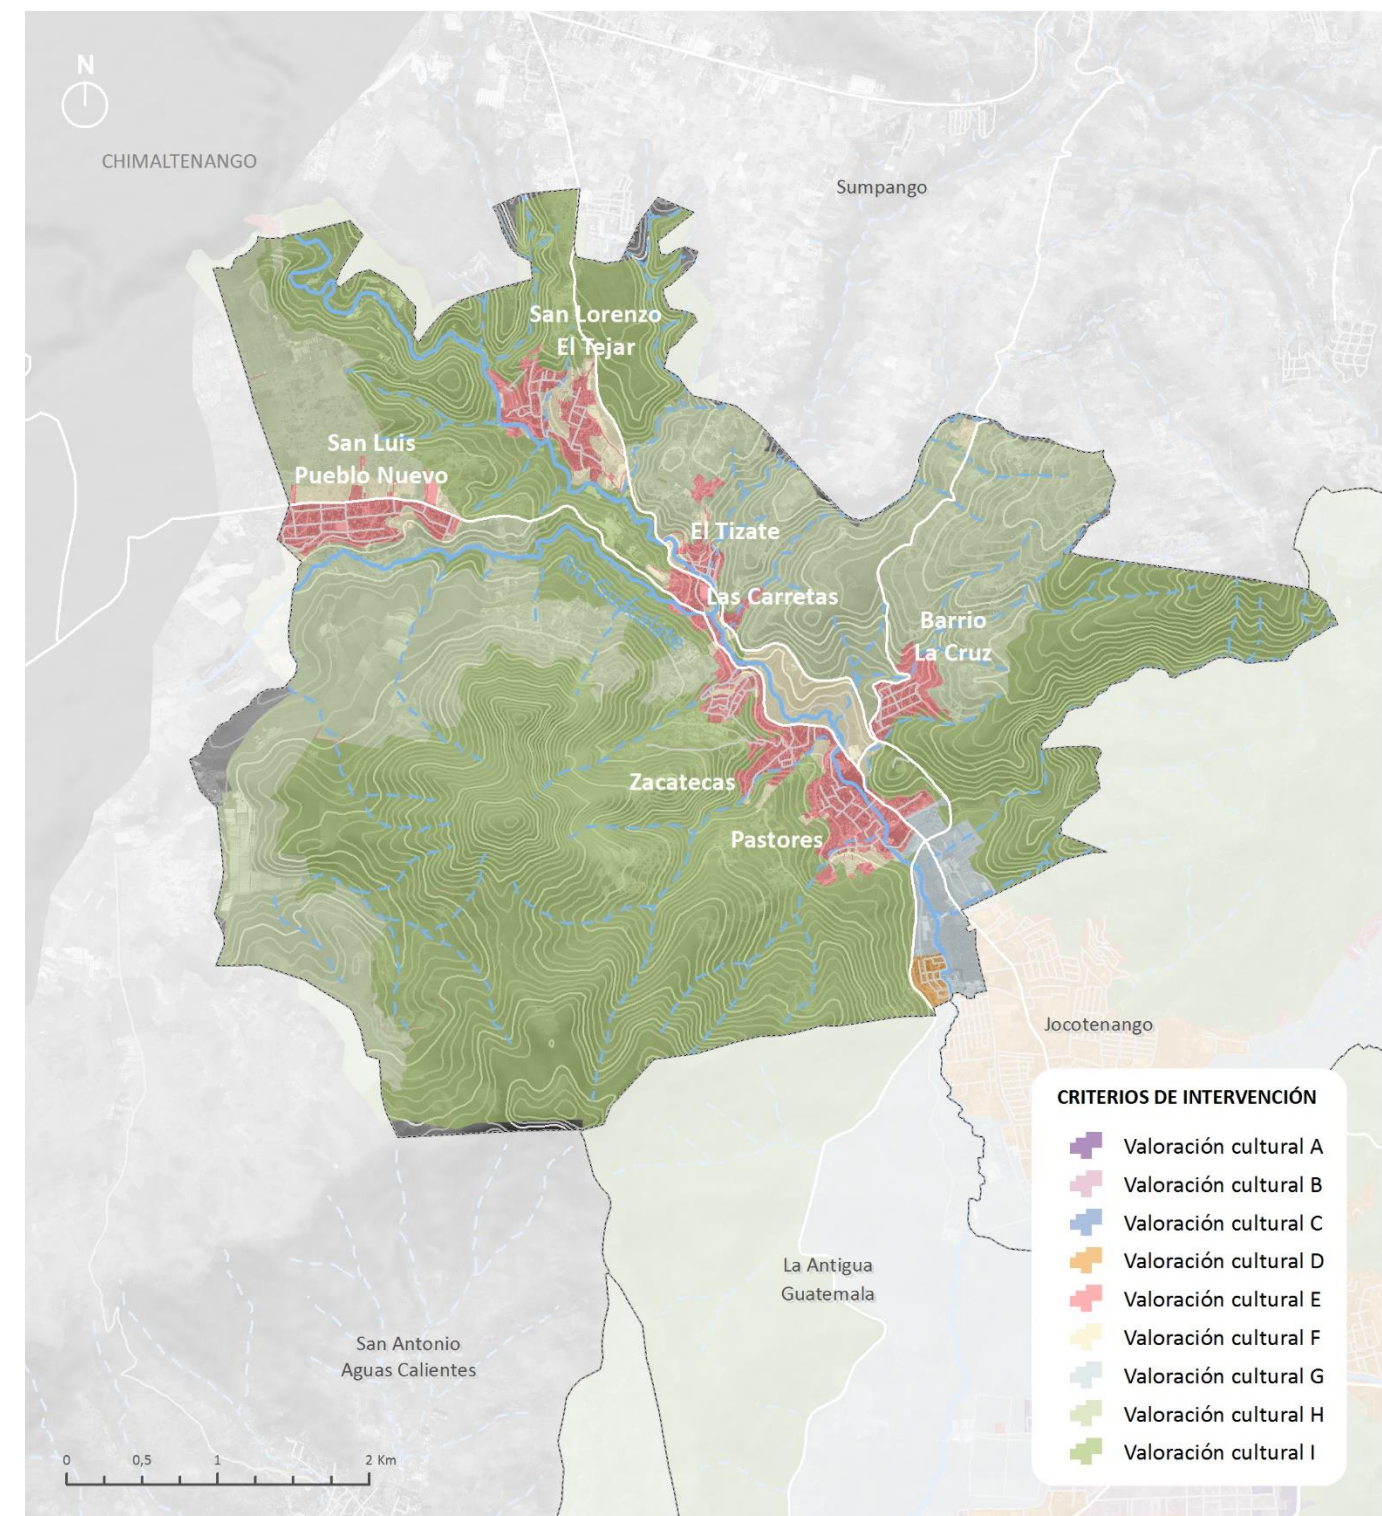 N
CHIMALTENANGO
Sumpango
San Lorenzo
El Tejar
San Luis
Pueblo Nuevo
El Tizate
Río Guacalate
Las Carretas
Barrio
La Cruz
Zacatecas
Pastores
Jocotenango
La Antigua
Guatemala
San Antonio
Aguas Calientes
CRITERIOS DE INTERVENCIÓN
Valoración cultural A
Valoración cultural B
Valoración cultural C
Valoración cultural D
Valoración cultural E
Valoración cultural F
Valoración cultural G
Valoración cultural H
Valoración cultural I
0 0,5 1 2 Km